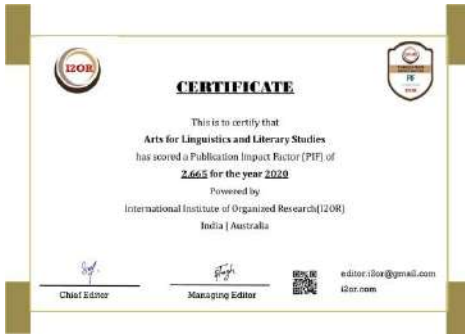 I2OR
PIF
CERTIFICATE
This is to certify that
Arts for Linguistics and Literary Studies
has scored a Publication Impact Factor (PIF) of
2.665 for the year 2020
Powered by
International Institute of Organized Research(I2OR)
India | Australia
Chief Editor
Managing Editor
editor.i2or@gmail.com
i2or.com